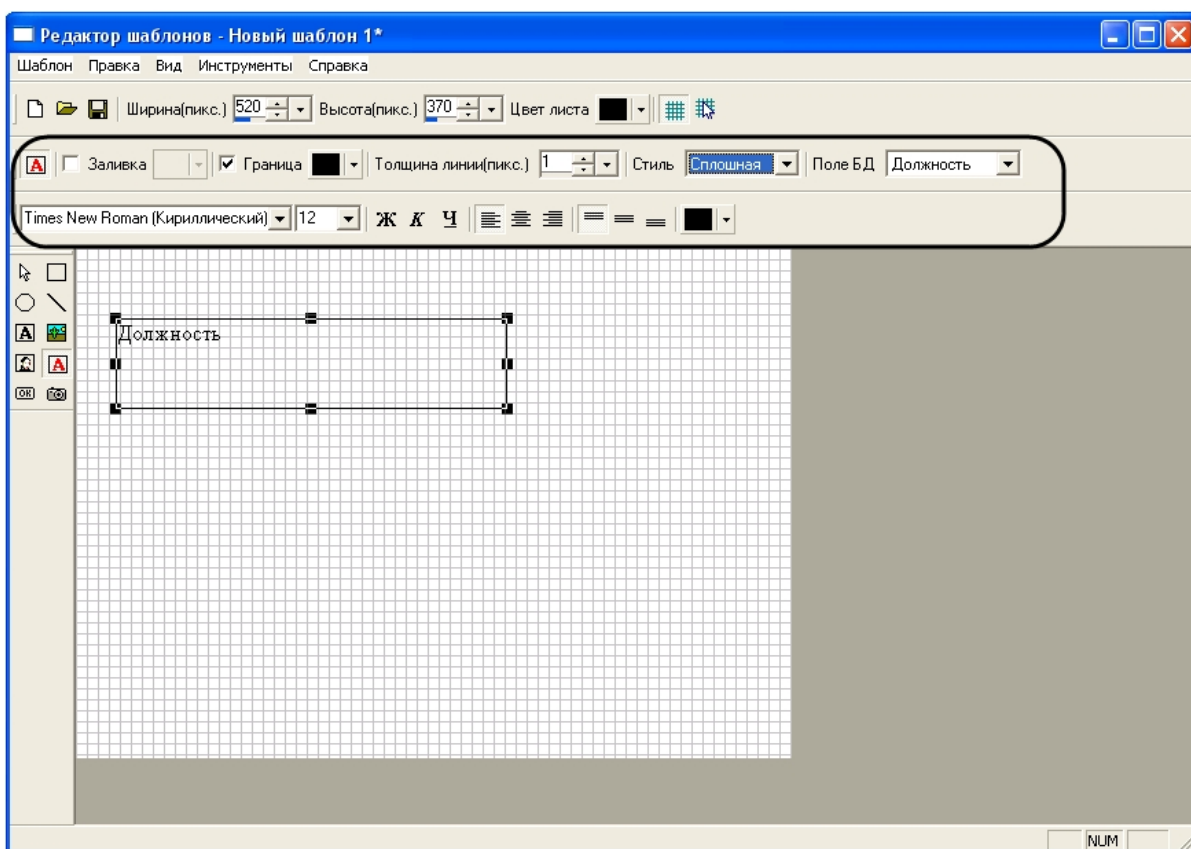 Редактор шаблонов - Новый шаблон 1*
Шаблон Правка Вид Инструменты Справка
Ширина(пикс.) 520 Высота(пикс.) 370 Цвет листа
A Заливка Граница Толщина линии(пикс.) 1 Стиль Сплошная Поле БД Должность
Times New Roman (Кириллический) 12 Ж К Ч
Должность
A
A
OK
NUM